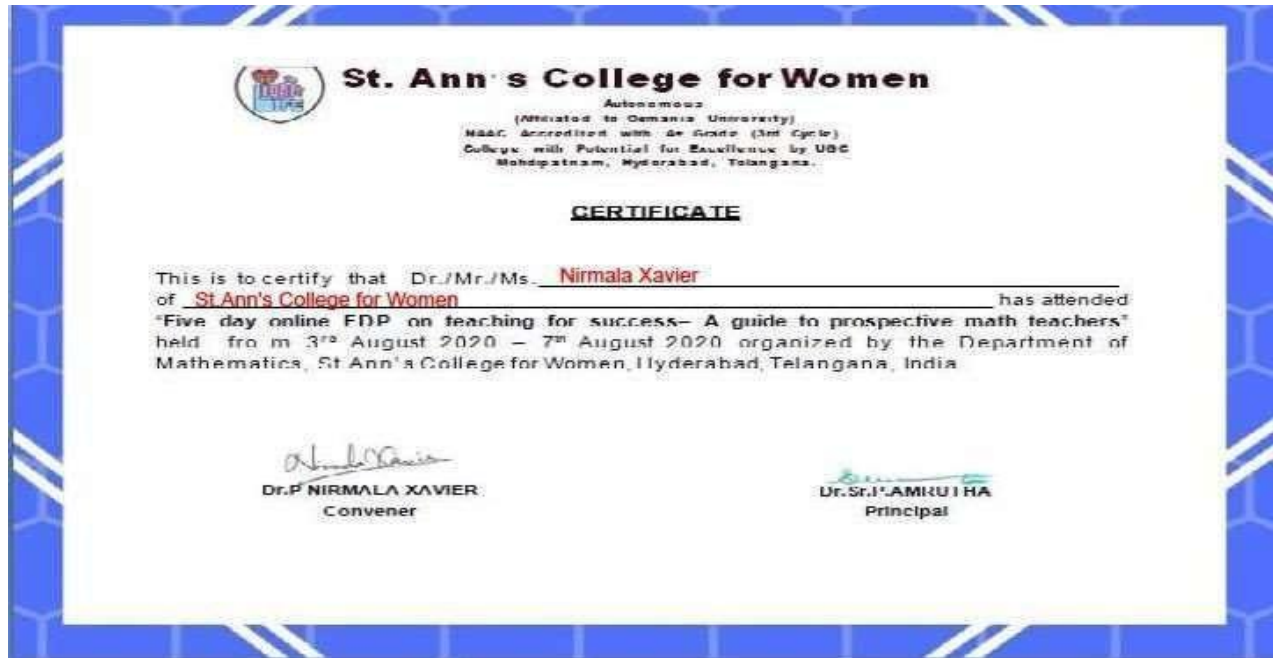 St. Ann's College for Women
Autonomous
(Affiliated to Osmania University)
NAAC Accredited with A+ Grade (3rd Cycle)
College with Potential for Excellence by UGC
Mehdipatnam, Hyderabad, Telangana.
CERTIFICATE
This is to certify that Dr./Mr./Ms. Nirmala Xavier
of St.Ann's College for Women has attended
"Five day online FDP on teaching for success– A guide to prospective math teachers"
held fro m 3rd August 2020 – 7th August 2020 organized by the Department of
Mathematics, St Ann's College for Women, Hyderabad, Telangana, India
Dr.P NIRMALA XAVIER
Convener
Dr.Sr.P.AMRUTHA
Principal